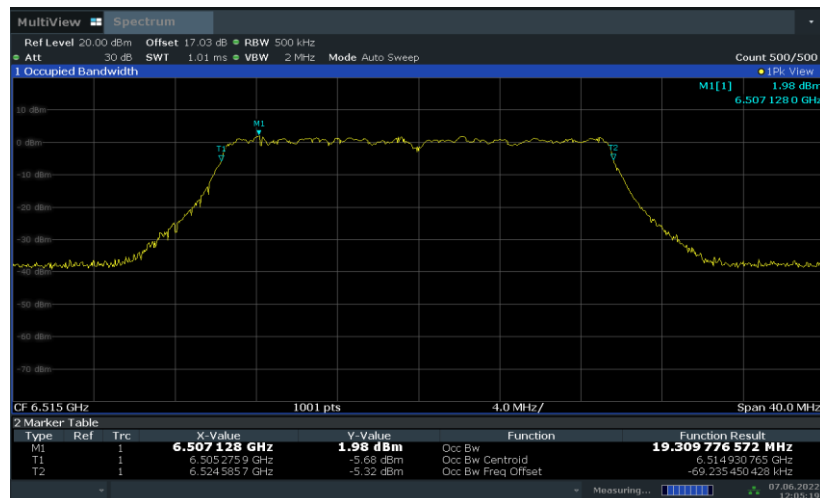 MultiView Spectrum
Ref Level 20.00 dBm Offset 17.03 dB RBW 500 kHz
Att 30 dB SWT 1.01 ms VBW 2 MHz Mode Auto Sweep Count 500/500
1 Occupied Bandwidth 1Pk View
M1[1] 1.98 dBm
6.507 128 0 GHz
10 dBm
M1
0 dBm
T1
T2
-10 dBm
-20 dBm
-30 dBm
-40 dBm
-50 dBm
-60 dBm
-70 dBm
CF 6.515 GHz 1001 pts 4.0 MHz/ Span 40.0 MHz
2 Marker Table
Type Ref Trc X-Value Y-Value Function Function Result
M1 1 6.507 128 GHz 1.98 dBm Occ Bw 19.309 776 572 MHz
T1 1 6.505 275 9 GHz -5.68 dBm Occ Bw Centroid 6.514 930 765 GHz
T2 1 6.524 585 7 GHz -5.32 dBm Occ Bw Freq Offset -69.235 450 428 kHz
Measuring... 07.06.2022
12:05:19